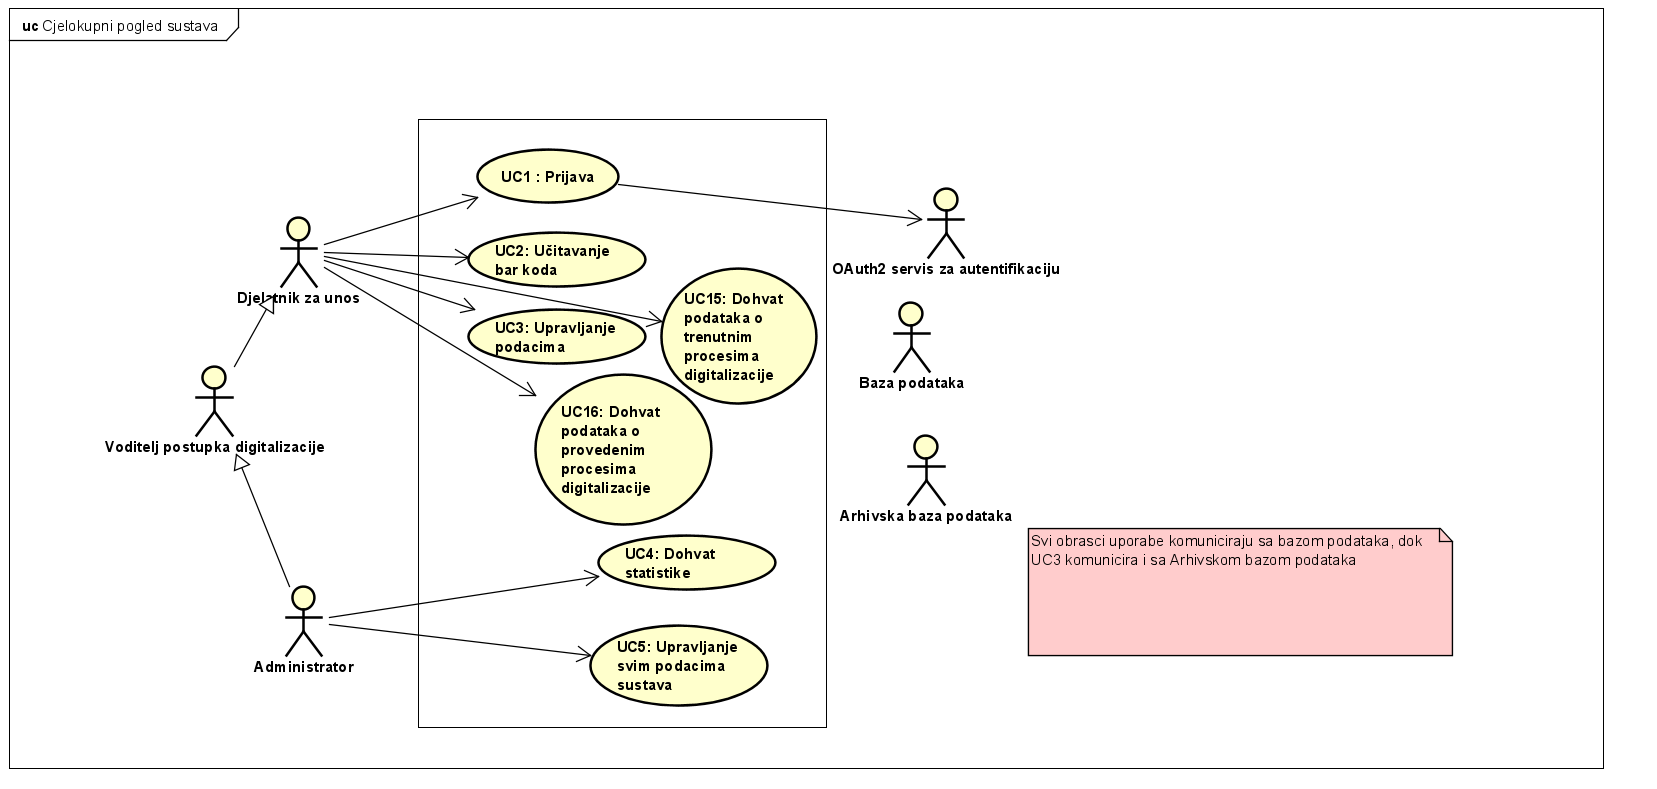 uc Cjelokupni pogled sustava
UC1 : Prijava
Djelatnik za unos
UC2: Učitavanje
bar koda
OAuth2 servis za autentifikaciju
UC15: Dohvat
podataka o
trenutnim
procesima
digitalizacije
UC3: Upravljanje
podacima
Baza podataka
Voditelj postupka digitalizacije
UC16: Dohvat
podataka o
provedenim
procesima
digitalizacije
Arhivska baza podataka
Svi obrasci uporabe komuniciraju sa bazom podataka, dok
UC3 komunicira i sa Arhivskom bazom podataka
UC4: Dohvat
statistike
Administrator
UC5: Upravljanje
svim podacima
sustava